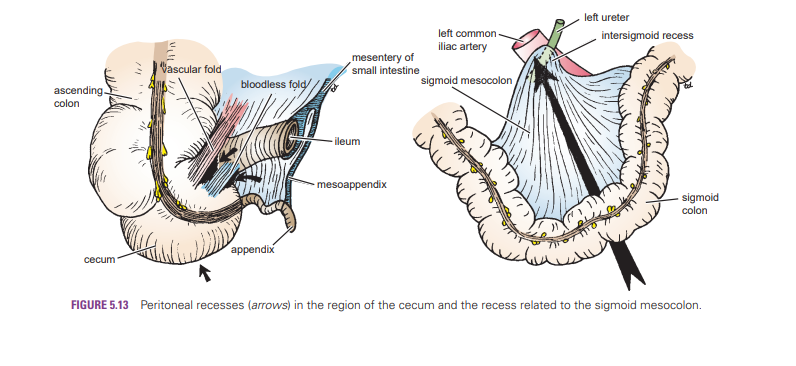 left ureter
left common
iliac artery
intersigmoid recess
mesentery of
small intestine
vascular fold
bloodless fold
sigmoid mesocolon
ascending
colon
ileum
mesoappendix
sigmoid
colon
appendix
cecum
FIGURE 5.13 Peritoneal recesses (arrows) in the region of the cecum and the recess related to the sigmoid mesocolon.